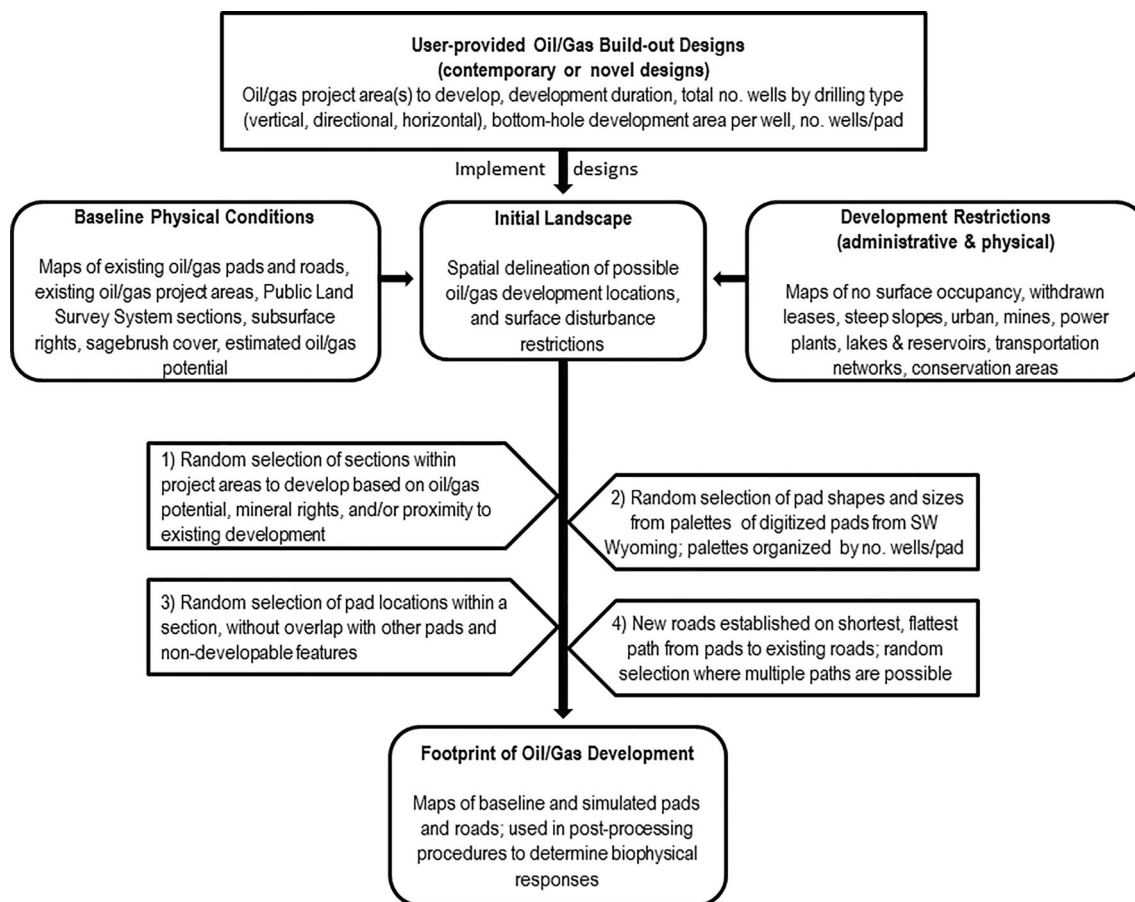 User-provided Oil/Gas Build-out Designs
(contemporary or novel designs)
Oil/gas project area(s) to develop, development duration, total no. wells by drilling type
(vertical, directional, horizontal), bottom-hole development area per well, no. wells/pad
Implement designs
Baseline Physical Conditions
Maps of existing oil/gas pads and roads,
existing oil/gas project areas, Public Land
Survey System sections, subsurface
rights, sagebrush cover, estimated oil/gas
potential
Initial Landscape
Spatial delineation of possible
oil/gas development locations,
and surface disturbance
restrictions
Development Restrictions
(administrative & physical)
Maps of no surface occupancy, withdrawn
leases, steep slopes, urban, mines, power
plants, lakes & reservoirs, transportation
networks, conservation areas
1) Random selection of sections within
project areas to develop based on oil/gas
potential, mineral rights, and/or proximity to
existing development
2) Random selection of pad shapes and sizes
from palettes of digitized pads from SW
Wyoming; palettes organized by no. wells/pad
3) Random selection of pad locations within a
section, without overlap with other pads and
non-developable features
4) New roads established on shortest, flattest
path from pads to existing roads; random
selection where multiple paths are possible
Footprint of Oil/Gas Development
Maps of baseline and simulated pads
and roads; used in post-processing
procedures to determine biophysical
responses